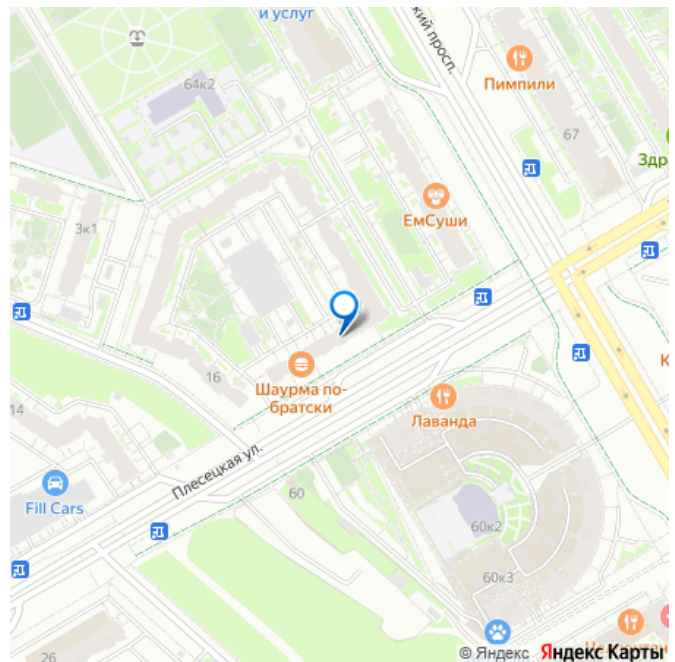 и услуг
кий просп.
64к2
Пимпили
67
Здра
ЕмСуши
3к1
16
Шаурма по-
братски
К
14
Лаванда
Плесецкая ул.
60
Fill Cars
60к2
60к3
26
© Яндекс Яндекс Карты